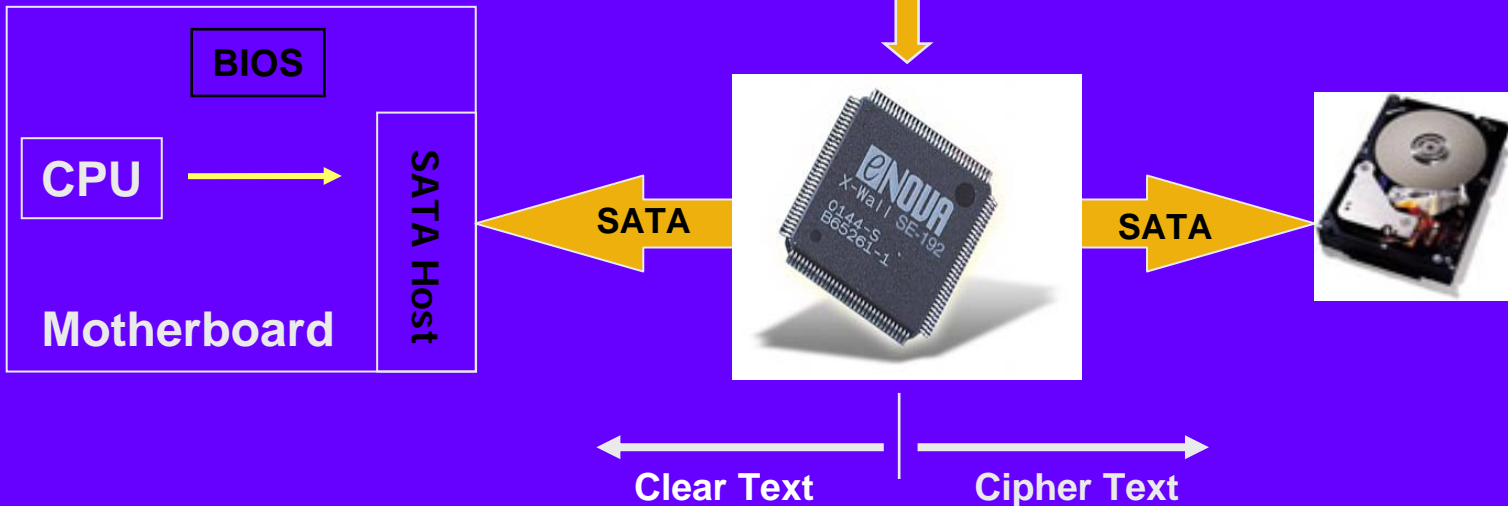 BIOS
CPU
SATA Host
Motherboard
SATA
eNOVA
X-Wall SE-192
0144-S
B65261-1
SATA
Clear Text
Cipher Text